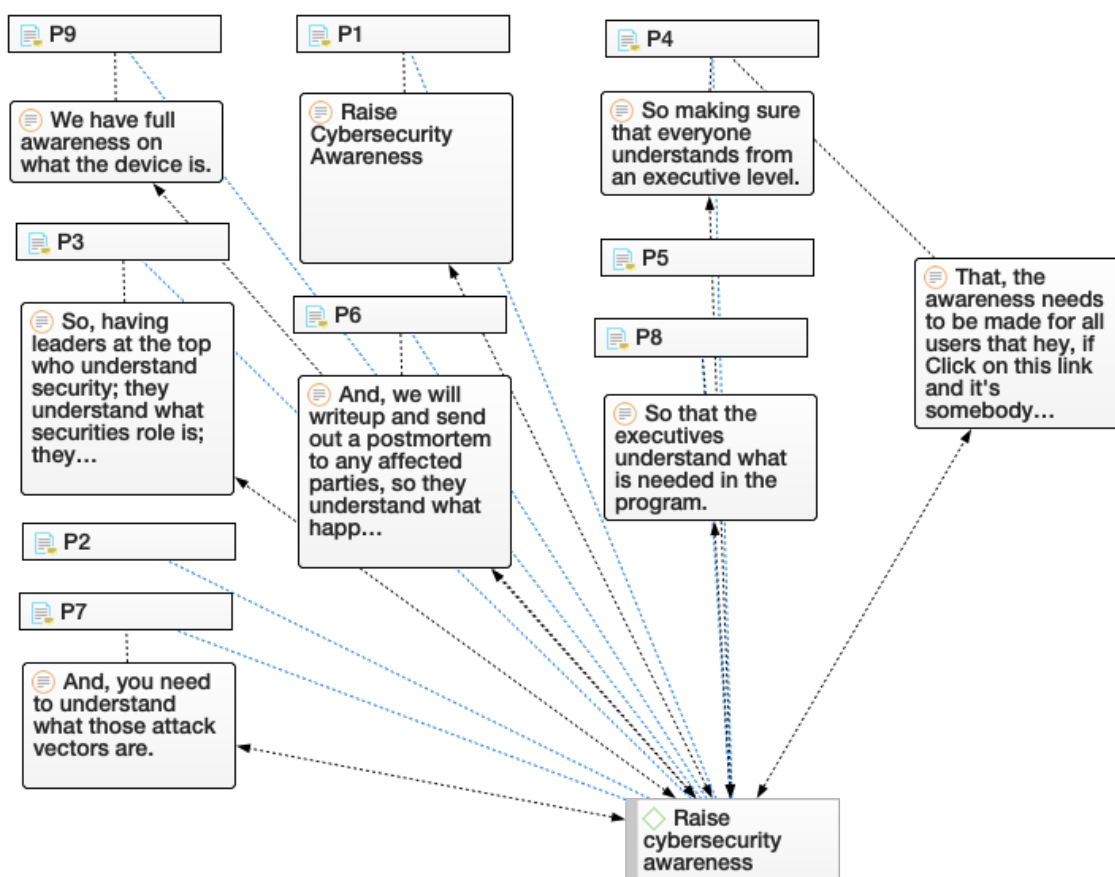 P9
We have full
awareness on
what the device is.
P3
So, having
leaders at the top
who understand
security; they
understand what
securities role is;
they...
P2
P7
And, you need
to understand
what those attack
vectors are.
P1
Raise
Cybersecurity
Awareness
P6
And, we will
writeup and send
out a postmortem
to any affected
parties, so they
understand what
happ...
P4
So making sure
that everyone
understands from
an executive level.
P5
P8
So that the
executives
understand what
is needed in the
program.
That, the
awareness needs
to be made for all
users that hey, if
Click on this link
and it's
somebody...
Raise
cybersecurity
awareness